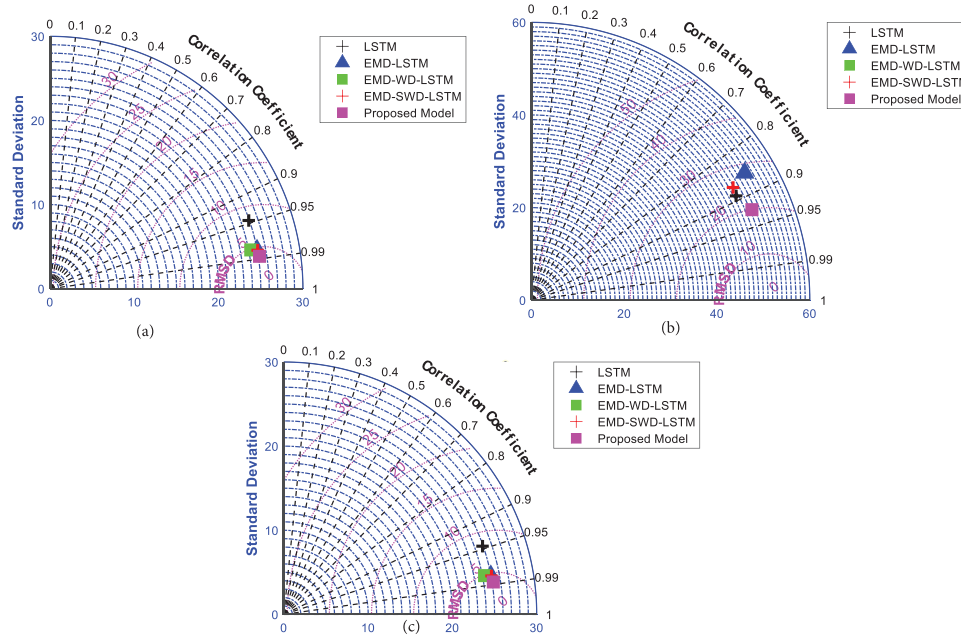 0 0.1 0.2 0.3 0.4 0.5 0.6 0.7 0.8 0.9 0.95 0.99 1
Correlation Coefficient
Standard Deviation
30
20
10
0
0 10 20 30
30 25 20 15 10 5 0
RMSD
LSTM
EMD-LSTM
EMD-WD-LSTM
EMD-SWD-LSTM
Proposed Model
(a)
0 0.1 0.2 0.3 0.4 0.5 0.6 0.7 0.8 0.9 0.95 0.99 1
Correlation Coefficient
Standard Deviation
60
40
20
0
0 20 40 60
50 40 30 20 10 0
RMSD
LSTM
EMD-LSTM
EMD-WD-LSTM
EMD-SWD-LSTM
Proposed Model
(b)
0 0.1 0.2 0.3 0.4 0.5 0.6 0.7 0.8 0.9 0.95 0.99 1
Correlation Coefficient
Standard Deviation
30
20
10
0
0 10 20 30
30 25 20 15 10 5 0
RMSD
LSTM
EMD-LSTM
EMD-WD-LSTM
EMD-SWD-LSTM
Proposed Model
(c)